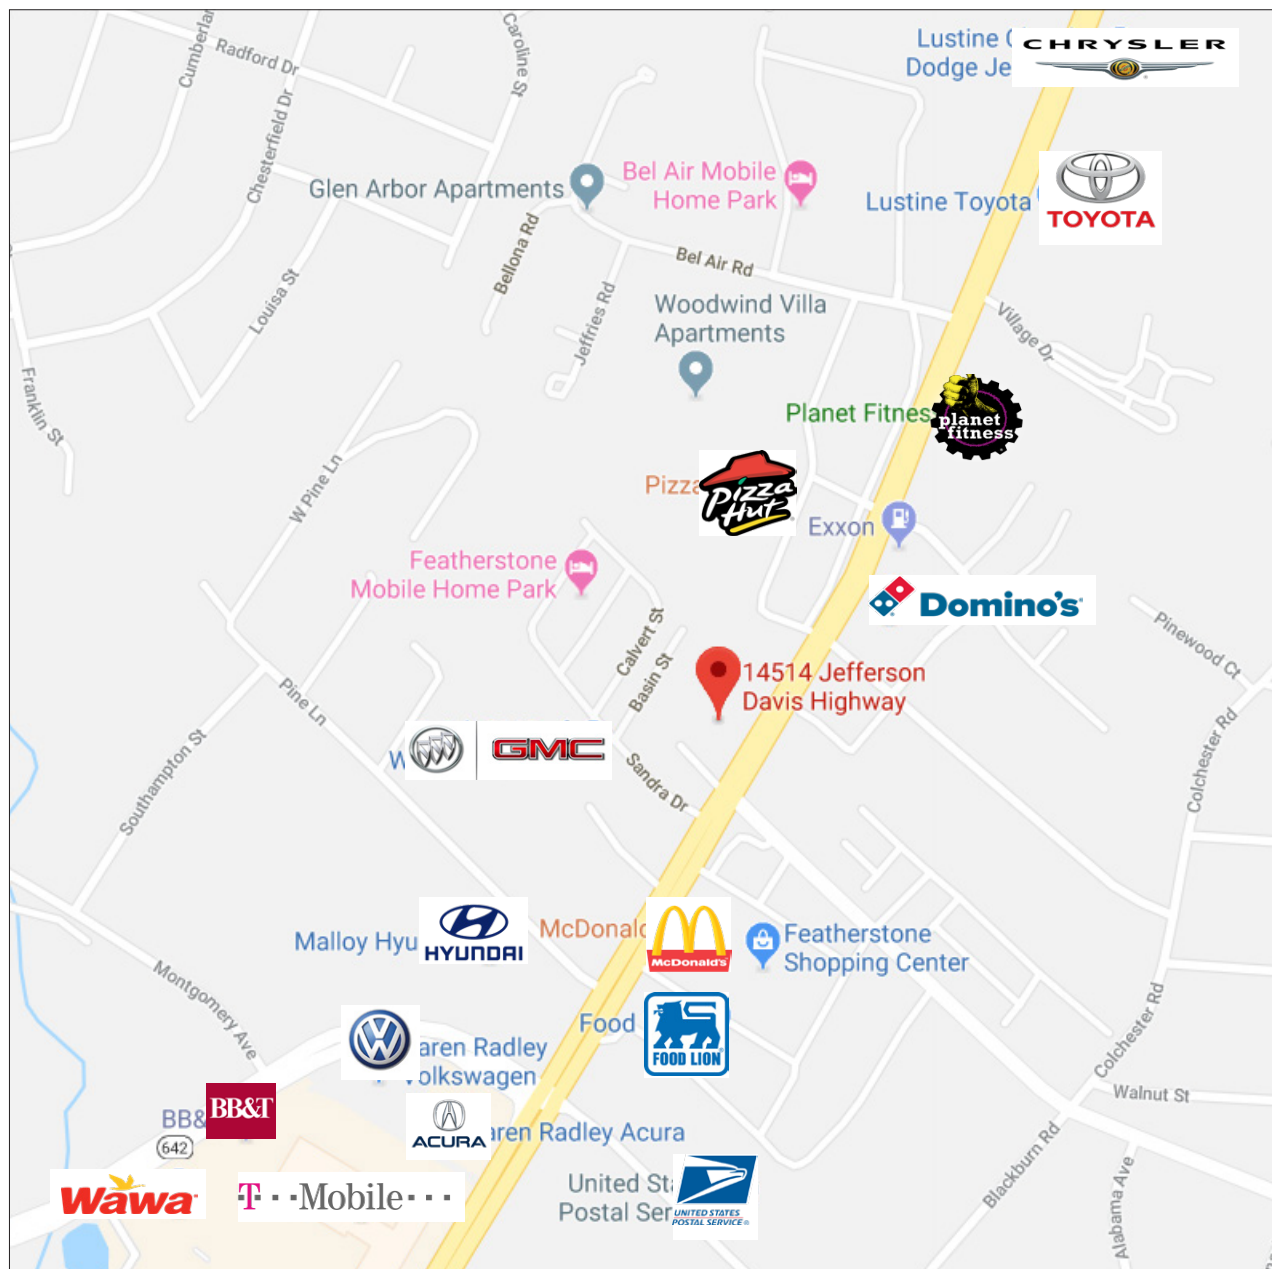 Lustine
CHRYSLER
Dodge Je
Radford Dr
Caroline St
Chesterfield Dr
Glen Arbor Apartments
Bel Air Mobile
Home Park
Lustine Toyota
TOYOTA
Bellona Rd
Bel Air Rd
Louisa St
Jeffries Rd
Woodwind Villa
Apartments
Village Dr
Franklin St
Planet Fitnes
planet
fitness
W Pine Ln
Pizza
Pizza
Hut
Exxon
Featherstone
Mobile Home Park
Domino's
Calvert St
Basin St
Pinewood Ct
14514 Jefferson
Davis Highway
Pine Ln
Colchester Rd
Southampton St
W
GMC
Sandra Dr
Malloy Hyu
HYUNDAI
McDonald
McDonald's
Featherstone
Shopping Center
Montgomery Ave
Food
FOOD LION
aren Radley
Volkswagen
Colchester Rd
Walnut St
BB&
BB&T
642
ACURA
aren Radley Acura
Blackburn Rd
Alabama Ave
Wawa
T··Mobile···
United Sta
Postal Ser
UNITED STATES
POSTAL SERVICE®